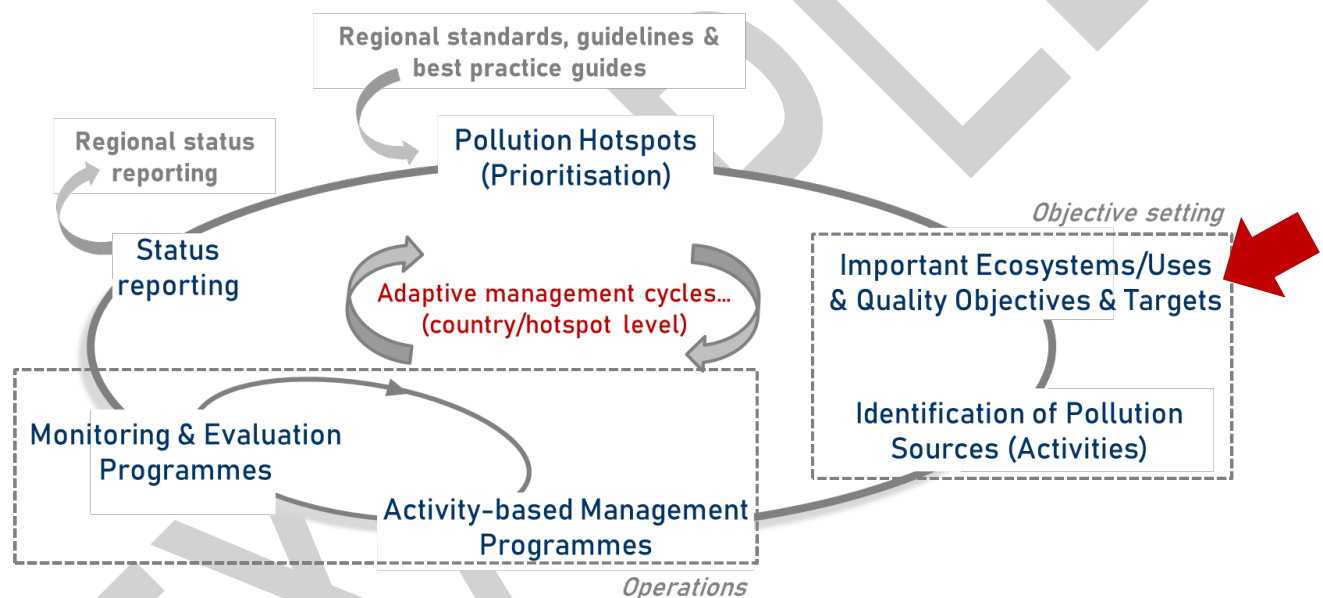 Regional standards, guidelines &
best practice guides
Regional status
reporting
Pollution Hotspots
(Prioritisation)
Objective setting
Status
reporting
Important Ecosystems/Uses
& Quality Objectives & Targets
Adaptive management cycles...
(country/hotspot level)
Identification of Pollution
Sources (Activities)
Monitoring & Evaluation
Programmes
Activity-based Management
Programmes
Operations